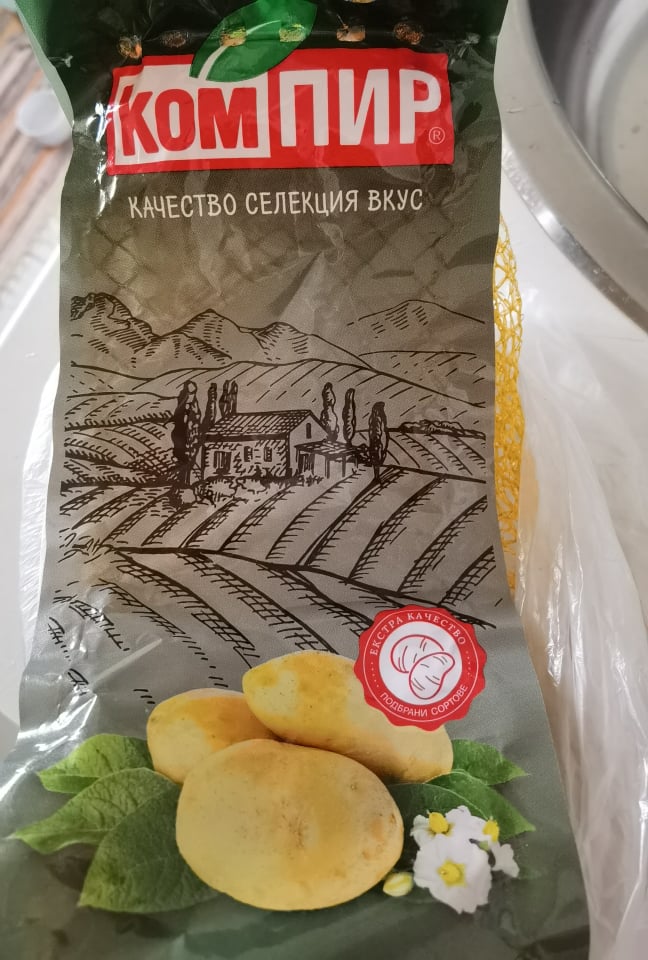 КОМПИР®
КАЧЕСТВО СЕЛЕКЦИЯ ВКУС
ЕКСТРА КАЧЕСТВО
ПОДБРАНИ СОРТОВЕ